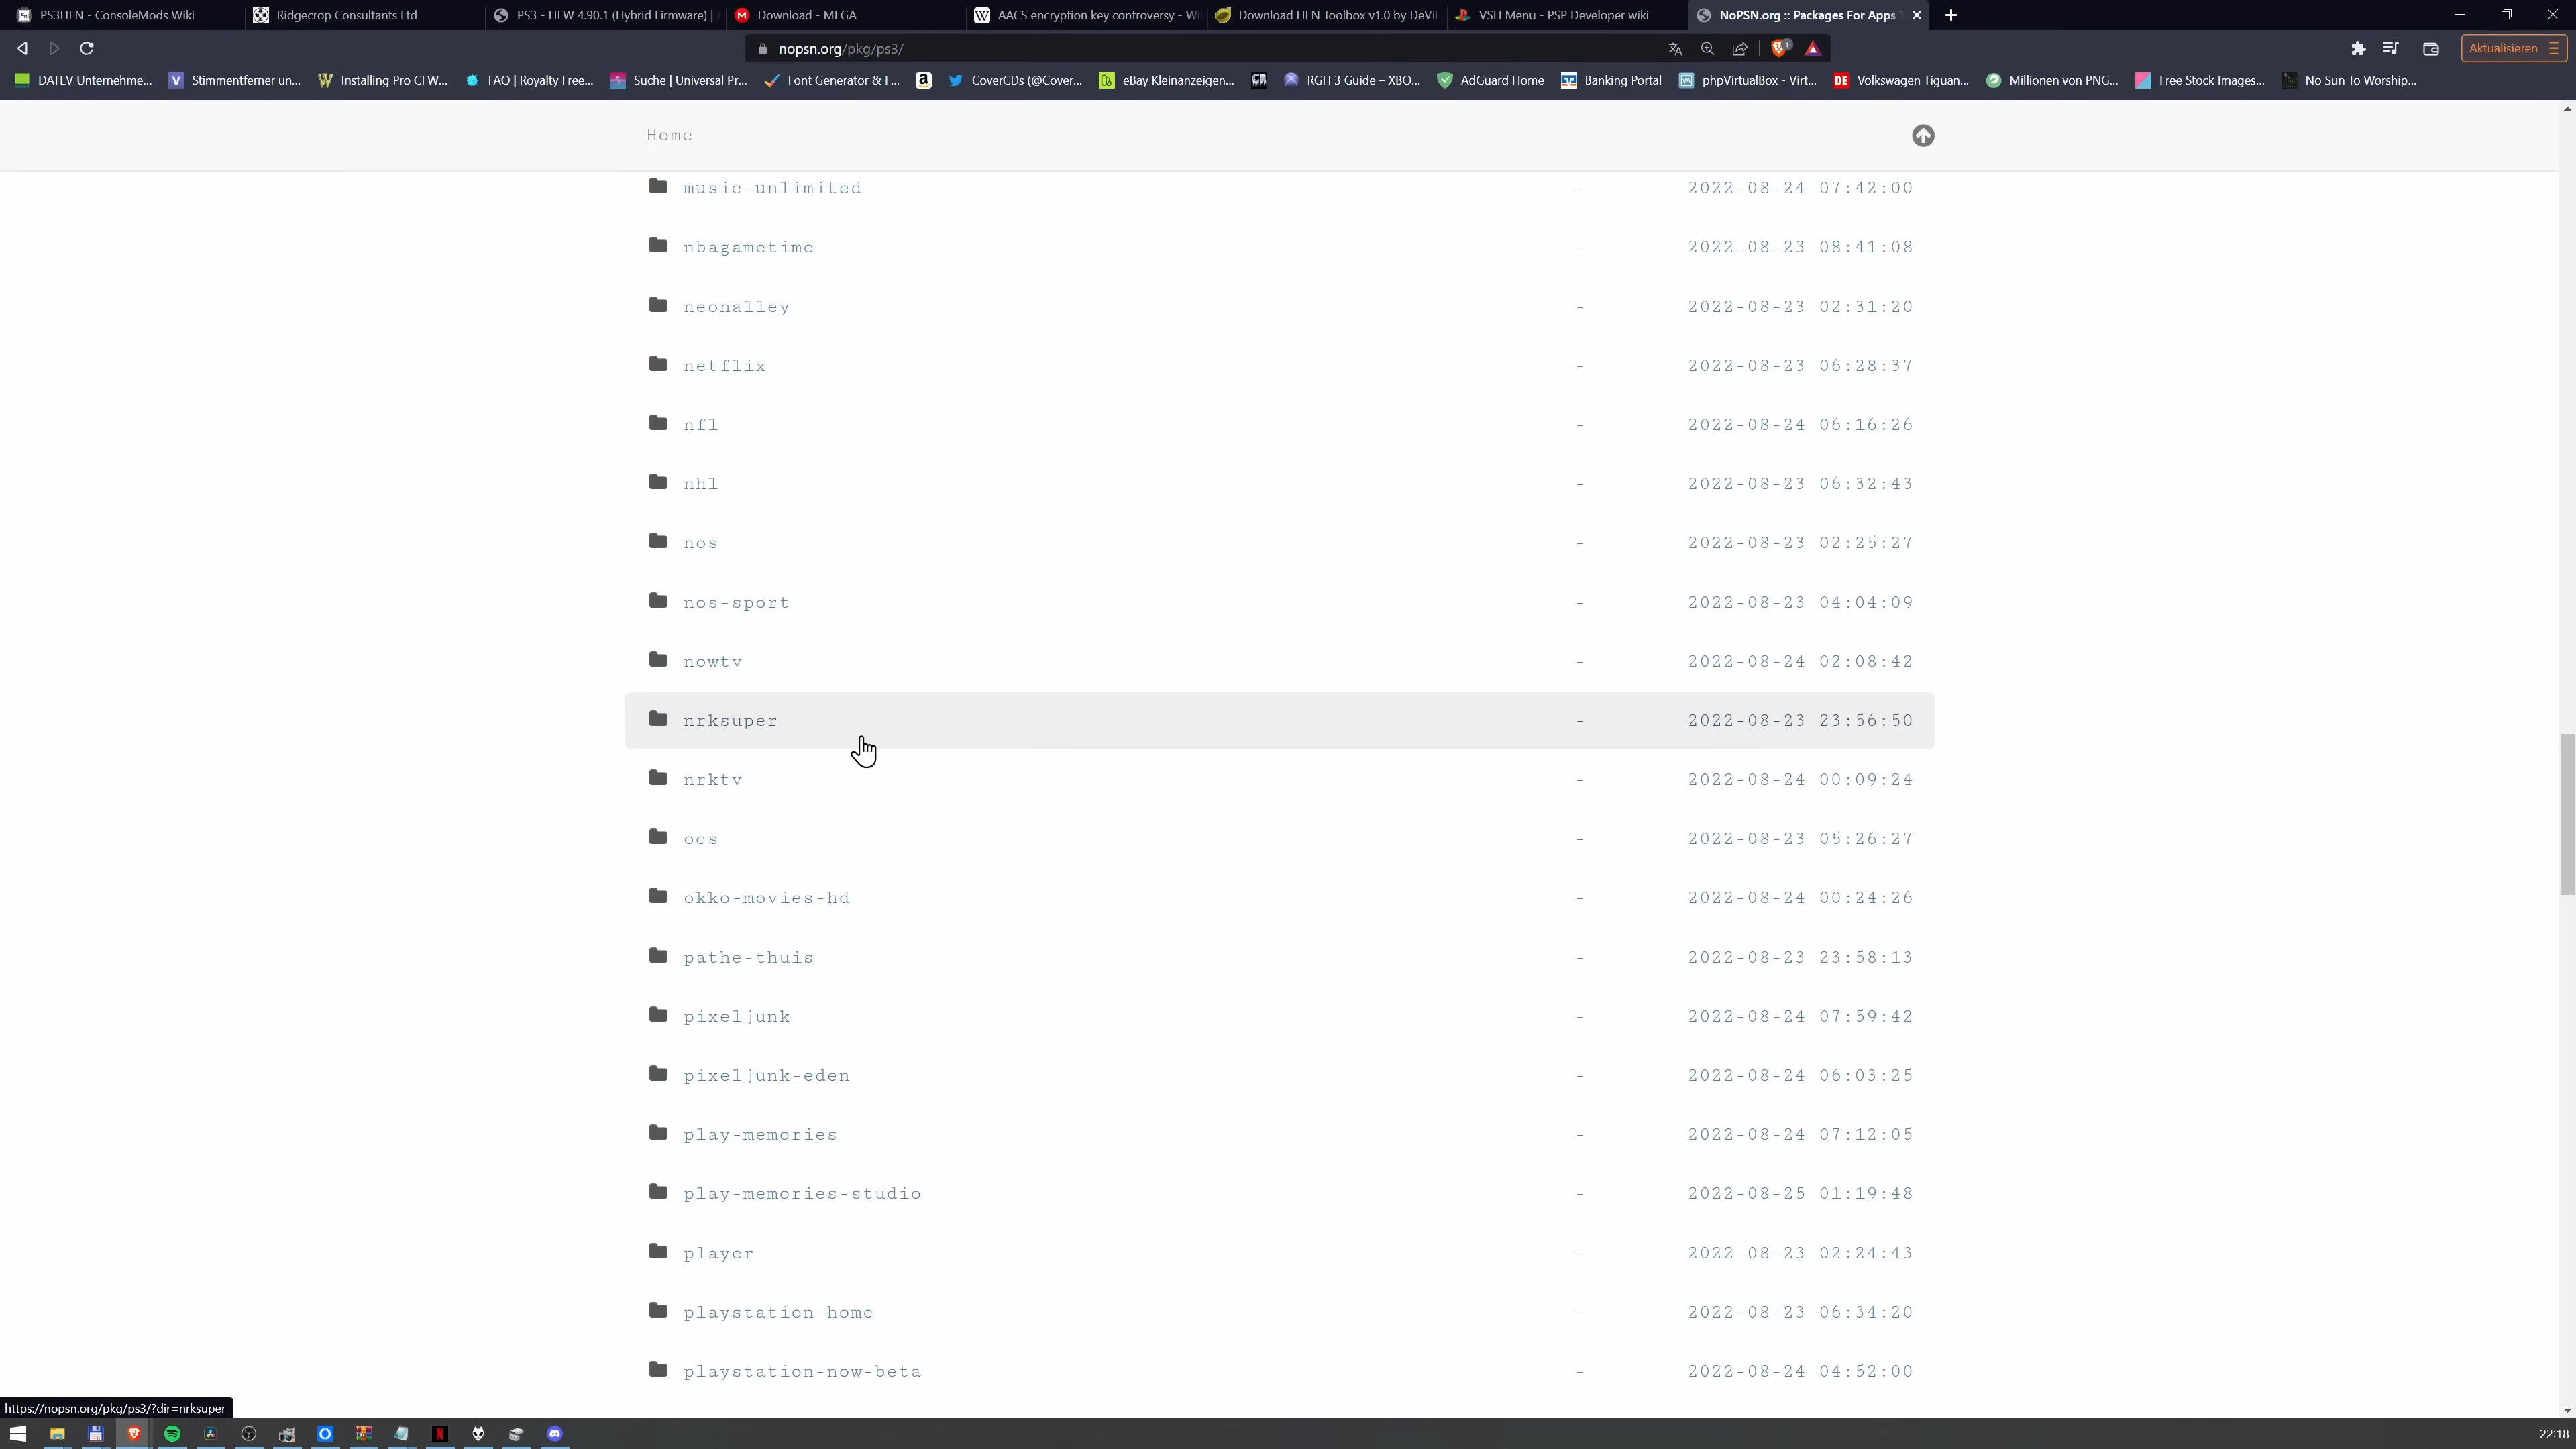 PS3HEN - ConsoleMods Wiki
Ridgecrop Consultants Ltd
PS3 - HFW 4.90.1 (Hybrid Firmware) |
Download - MEGA
AACS encryption key controversy - Wi
Download HEN Toolbox v1.0 by DeViL
VSH Menu - PSP Developer wiki
NoPSN.org :: Packages For Apps T
nopsn.org/pkg/ps3/
1
Aktualisieren
DATEV Unternehme...
Stimmentferner un...
Installing Pro CFW...
FAQ | Royalty Free...
Suche | Universal Pr...
Font Generator & F...
CoverCDs (@Cover...
eBay Kleinanzeigen...
RGH 3 Guide – XBO...
AdGuard Home
Banking Portal
phpVirtualBox - Virt...
Volkswagen Tiguan...
Millionen von PNG...
Free Stock Images...
No Sun To Worship...
Home
music-unlimited - 2022-08-24 07:42:00
nbagametime - 2022-08-23 08:41:08
neonalley - 2022-08-23 02:31:20
netflix - 2022-08-23 06:28:37
nfl - 2022-08-24 06:16:26
nhl - 2022-08-23 06:32:43
nos - 2022-08-23 02:25:27
nos-sport - 2022-08-23 04:04:09
nowtv - 2022-08-24 02:08:42
nrksuper - 2022-08-23 23:56:50
nrktv - 2022-08-24 00:09:24
ocs - 2022-08-23 05:26:27
okko-movies-hd - 2022-08-24 00:24:26
pathe-thuis - 2022-08-23 23:58:13
pixeljunk - 2022-08-24 07:59:42
pixeljunk-eden - 2022-08-24 06:03:25
play-memories - 2022-08-24 07:12:05
play-memories-studio - 2022-08-25 01:19:48
player - 2022-08-23 02:24:43
playstation-home - 2022-08-23 06:34:20
playstation-now-beta - 2022-08-24 04:52:00
https://nopsn.org/pkg/ps3/?dir=nrksuper
22:18